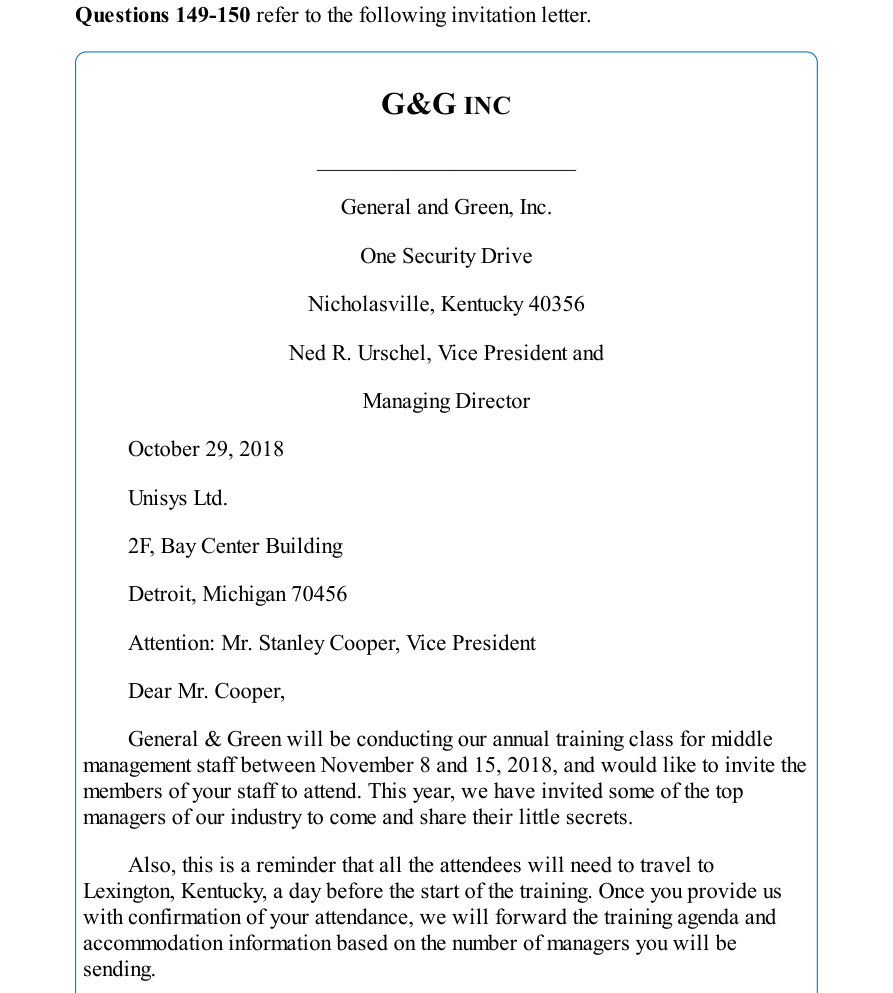 Questions 149-150 refer to the following invitation letter.
G&G INC
General and Green, Inc.
One Security Drive
Nicholasville, Kentucky 40356
Ned R. Urschel, Vice President and
Managing Director
October 29, 2018
Unisys Ltd.
2F, Bay Center Building
Detroit, Michigan 70456
Attention: Mr. Stanley Cooper, Vice President
Dear Mr. Cooper,
General & Green will be conducting our annual training class for middle
management staff between November 8 and 15, 2018, and would like to invite the
members of your staff to attend. This year, we have invited some of the top
managers of our industry to come and share their little secrets.
Also, this is a reminder that all the attendees will need to travel to
Lexington, Kentucky, a day before the start of the training. Once you provide us
with confirmation of your attendance, we will forward the training agenda and
accommodation information based on the number of managers you will be
sending.